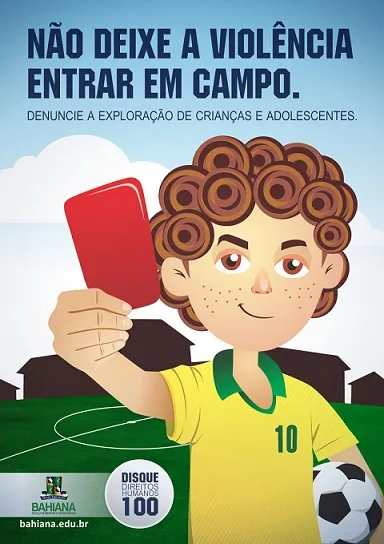 NÃO DEIXE A VIOLÊNCIA
ENTRAR EM CAMPO.
DENUNCIE A EXPLORAÇÃO DE CRIANÇAS E ADOLESCENTES.
10
BAHIANA
bahiana.edu.br
DISQUE
DIREITOS
HUMANOS
100